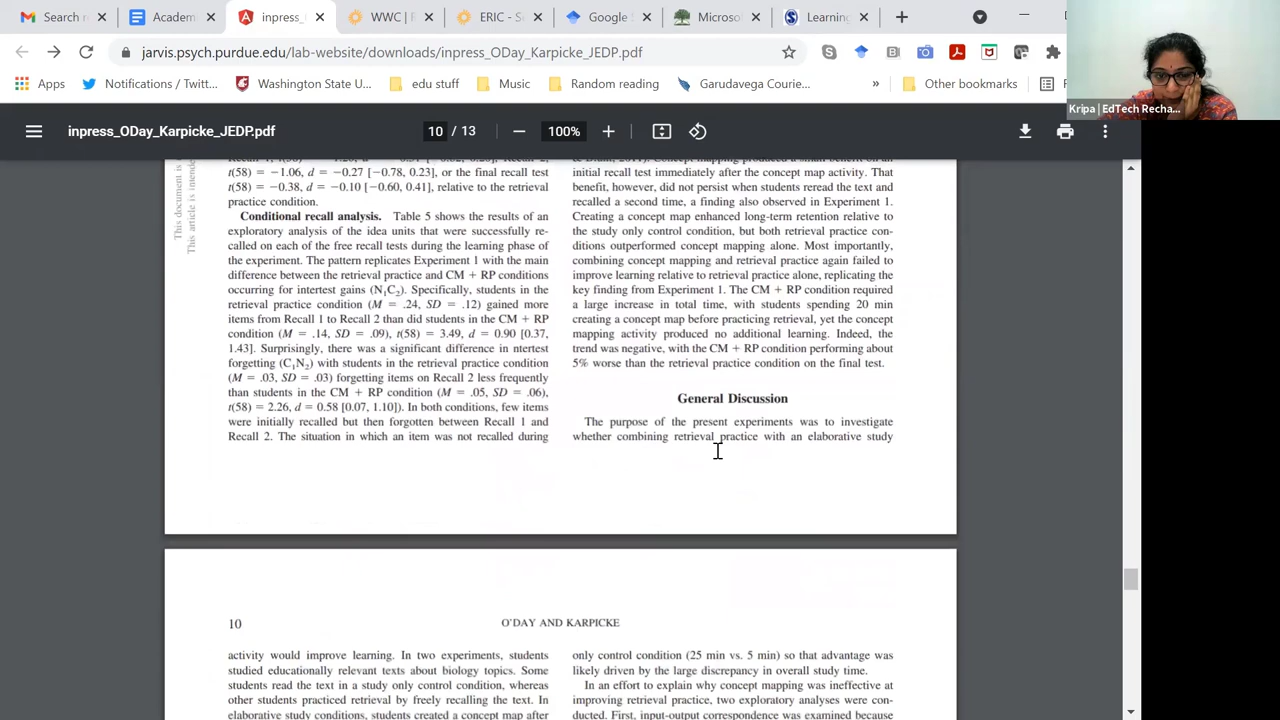 Search r
Academ
inpress_
WWC | F
ERIC - S
Google
Microso
Learning
jarvis.psych.purdue.edu/lab-website/downloads/inpress_ODay_Karpicke_JEDP.pdf
Apps
Notifications / Twitt...
Washington State U...
edu stuff
Music
Random reading
Garudavega Courie...
»
Other bookmarks
Kripa | EdTech Recha...
inpress_ODay_Karpicke_JEDP.pdf
10 / 13
100%
This document is
This article is intende
t(58) = −1.06, d = −0.27 [−0.78, 0.23], or the final recall test
t(58) = −0.38, d = −0.10 [−0.60, 0.41], relative to the retrieval
practice condition.
Conditional recall analysis. Table 5 shows the results of an
exploratory analysis of the idea units that were successfully re-
called on each of the free recall tests during the learning phase of
the experiment. The pattern replicates Experiment 1 with the main
difference between the retrieval practice and CM + RP conditions
occurring for intertest gains (N₁C₂). Specifically, students in the
retrieval practice condition (M = .24, SD = .12) gained more
items from Recall 1 to Recall 2 than did students in the CM + RP
condition (M = .14, SD = .09), t(58) = 3.49, d = 0.90 [0.37,
1.43]. Surprisingly, there was a significant difference in intertest
forgetting (C₁N₂) with students in the retrieval practice condition
(M = .03, SD = .03) forgetting items on Recall 2 less frequently
than students in the CM + RP condition (M = .05, SD = .06),
t(58) = 2.26, d = 0.58 [0.07, 1.10]). In both conditions, few items
were initially recalled but then forgotten between Recall 1 and
Recall 2. The situation in which an item was not recalled during
initial recall test immediately after the concept map activity. That
benefit, however, did not persist when students reread the text and
recalled a second time, a finding also observed in Experiment 1.
Creating a concept map enhanced long-term retention relative to
the study only control condition, but both retrieval practice con-
ditions outperformed concept mapping alone. Most importantly,
combining concept mapping and retrieval practice again failed to
improve learning relative to retrieval practice alone, replicating the
key finding from Experiment 1. The CM + RP condition required
a large increase in total time, with students spending 20 min
creating a concept map before practicing retrieval, yet the concept
mapping activity produced no additional learning. Indeed, the
trend was negative, with the CM + RP condition performing about
5% worse than the retrieval practice condition on the final test.
General Discussion
The purpose of the present experiments was to investigate
whether combining retrieval practice with an elaborative study
10
O'DAY AND KARPICKE
activity would improve learning. In two experiments, students
studied educationally relevant texts about biology topics. Some
students read the text in a study only control condition, whereas
other students practiced retrieval by freely recalling the text. In
elaborative study conditions, students created a concept map after
only control condition (25 min vs. 5 min) so that advantage was
likely driven by the large discrepancy in overall study time.
In an effort to explain why concept mapping was ineffective at
improving retrieval practice, two exploratory analyses were con-
ducted. First, input-output correspondence was examined because